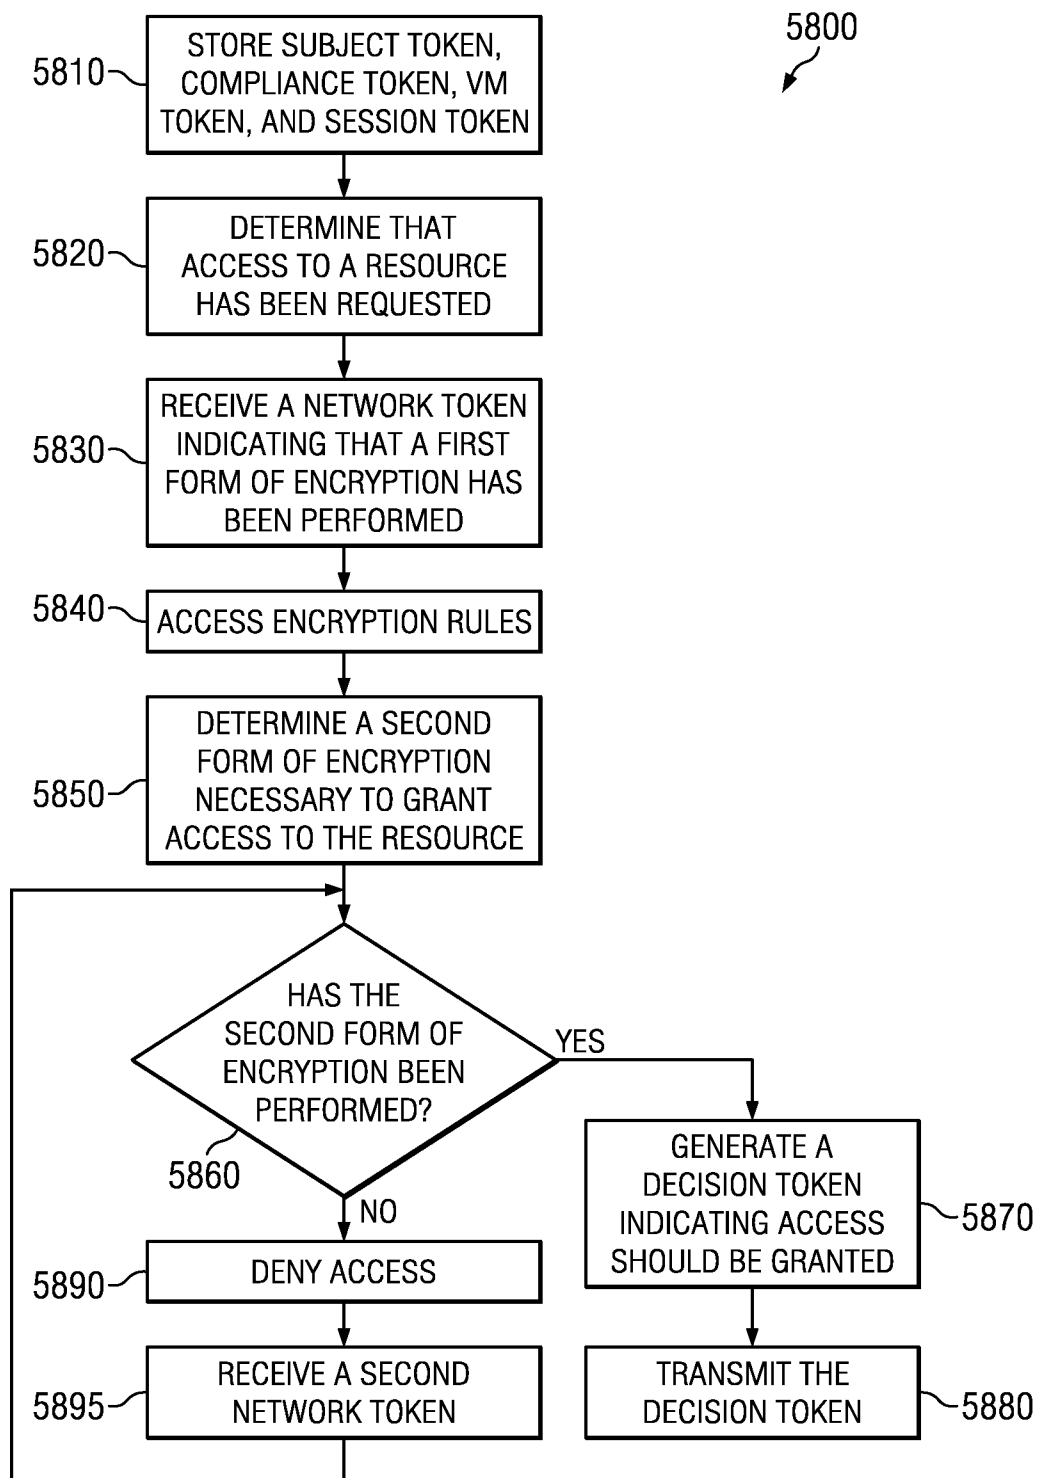 5800
5810
STORE SUBJECT TOKEN,
COMPLIANCE TOKEN, VM
TOKEN, AND SESSION TOKEN
5820
DETERMINE THAT
ACCESS TO A RESOURCE
HAS BEEN REQUESTED
5830
RECEIVE A NETWORK TOKEN
INDICATING THAT A FIRST
FORM OF ENCRYPTION HAS
BEEN PERFORMED
5840
ACCESS ENCRYPTION RULES
5850
DETERMINE A SECOND
FORM OF ENCRYPTION
NECESSARY TO GRANT
ACCESS TO THE RESOURCE
HAS THE
SECOND FORM OF
ENCRYPTION BEEN
PERFORMED?
5860
YES
NO
GENERATE A
DECISION TOKEN
INDICATING ACCESS
SHOULD BE GRANTED
5870
5890
DENY ACCESS
5895
RECEIVE A SECOND
NETWORK TOKEN
TRANSMIT THE
DECISION TOKEN
5880